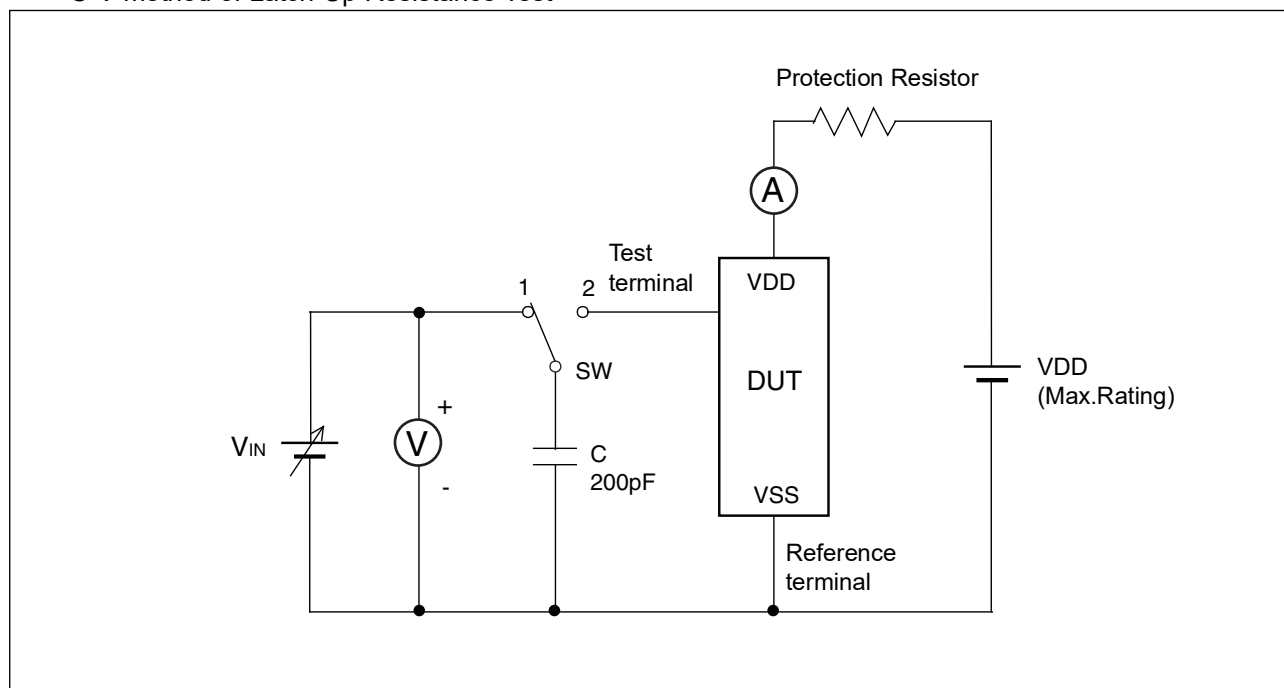 Protection Resistor
A
Test
terminal
VDD
1
2
SW
DUT
VDD
(Max.Rating)
VIN
+
V
-
C
200pF
VSS
Reference
terminal